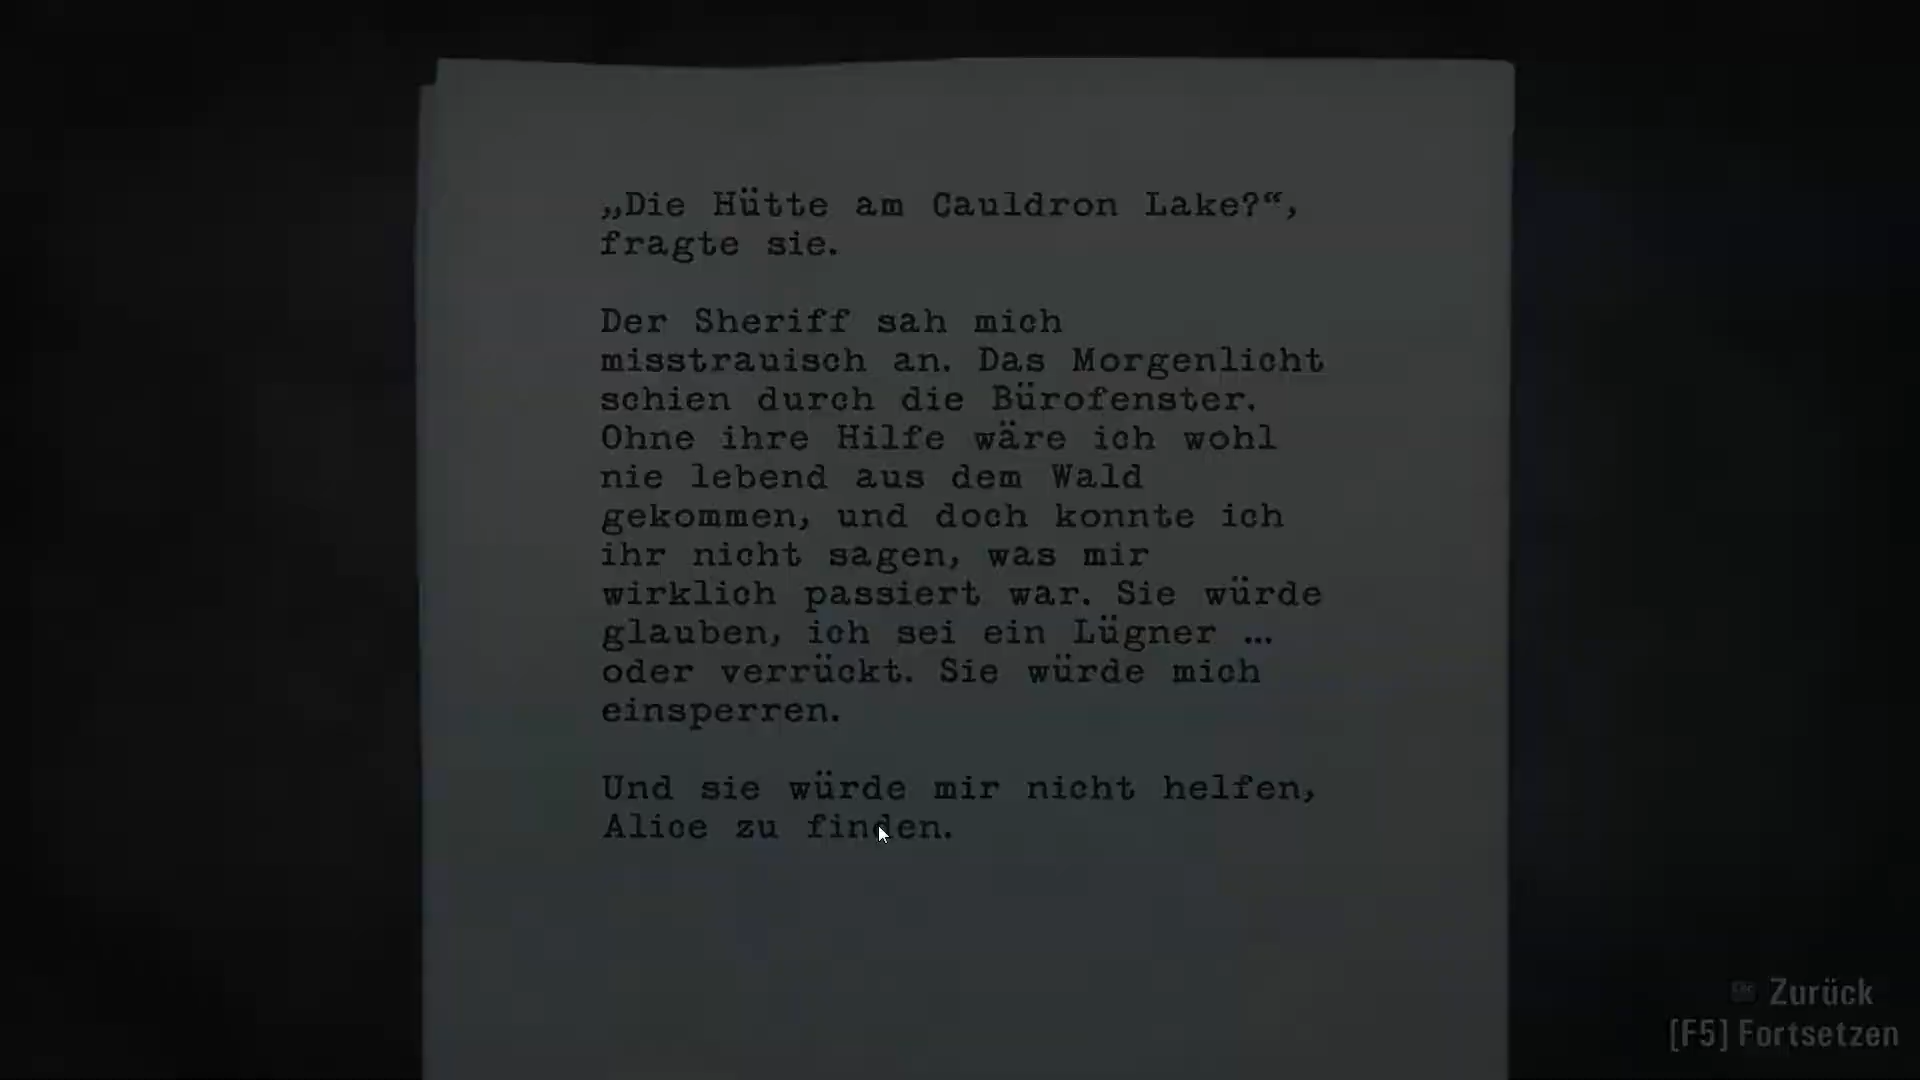 „Die Hütte am Cauldron Lake?“,
fragte sie.
Der Sheriff sah mich
misstrauisch an. Das Morgenlicht
schien durch die Bürofenster.
Ohne ihre Hilfe wäre ich wohl
nie lebend aus dem Wald
gekommen, und doch konnte ich
ihr nicht sagen, was mir
wirklich passiert war. Sie würde
glauben, ich sei ein Lügner …
oder verrückt. Sie würde mich
einsperren.
Und sie würde mir nicht helfen,
Alice zu finden.
Esc Zurück
[F5] Fortsetzen